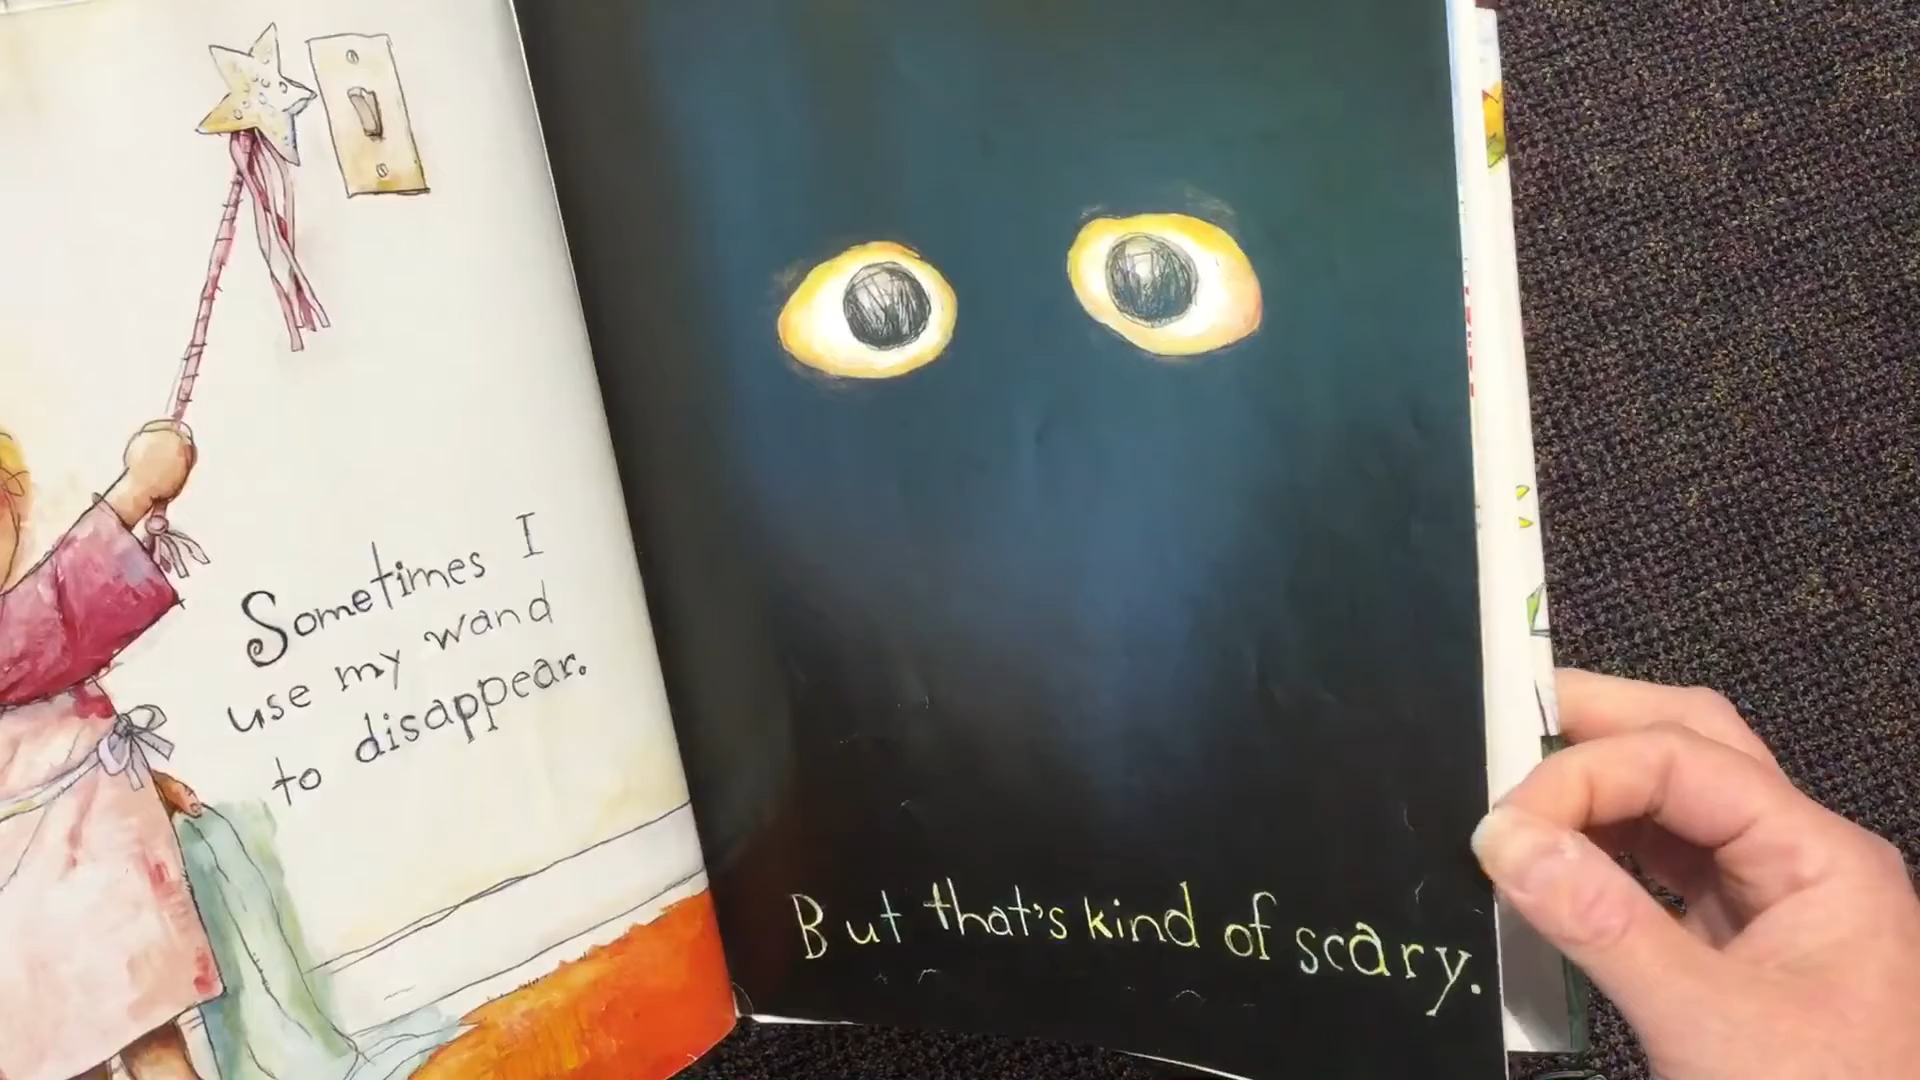 Sometimes I
use my wand
to disappear.
But that's kind of scary.